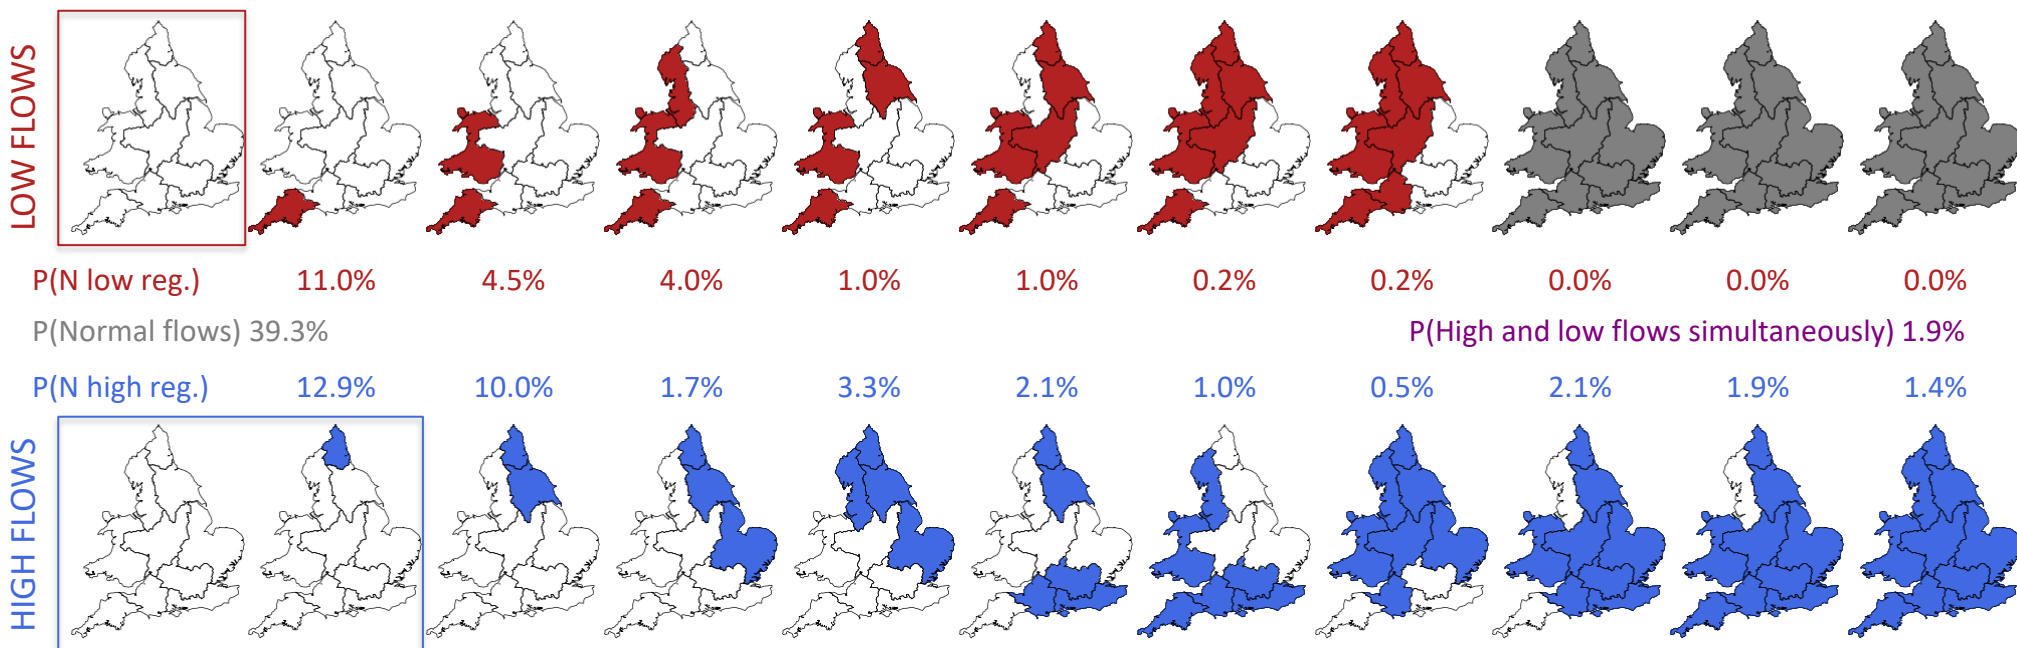 LOW FLOWS
P(N low reg.) 11.0% 4.5% 4.0% 1.0% 1.0% 0.2% 0.2% 0.0% 0.0% 0.0%
P(Normal flows) 39.3% P(High and low flows simultaneously) 1.9%
P(N high reg.) 12.9% 10.0% 1.7% 3.3% 2.1% 1.0% 0.5% 2.1% 1.9% 1.4%
HIGH FLOWS